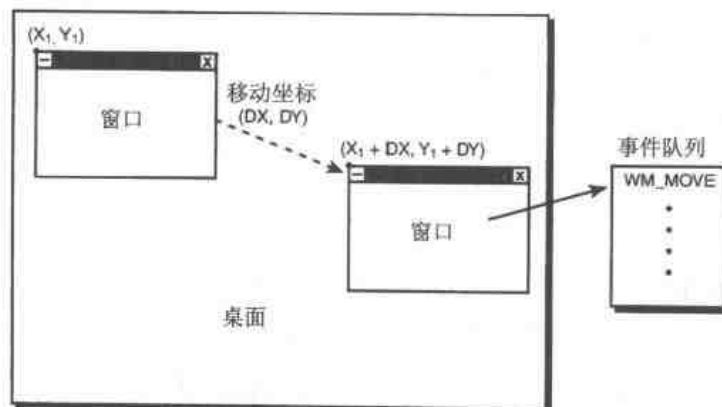 (X₁, Y₁)
窗口
移动坐标
(DX, DY)
(X₁ + DX, Y₁ + DY)
窗口
桌面
事件队列
WM_MOVE